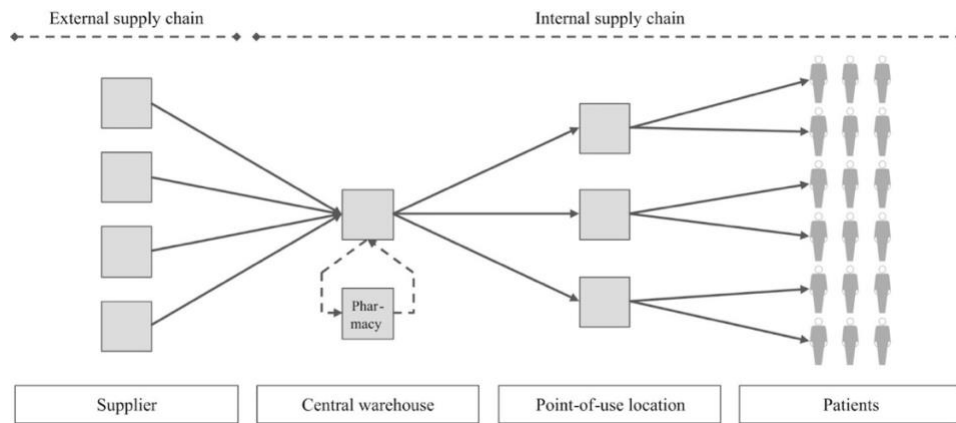 External supply chain
Internal supply chain
Phar-
macy
Supplier
Central warehouse
Point-of-use location
Patients